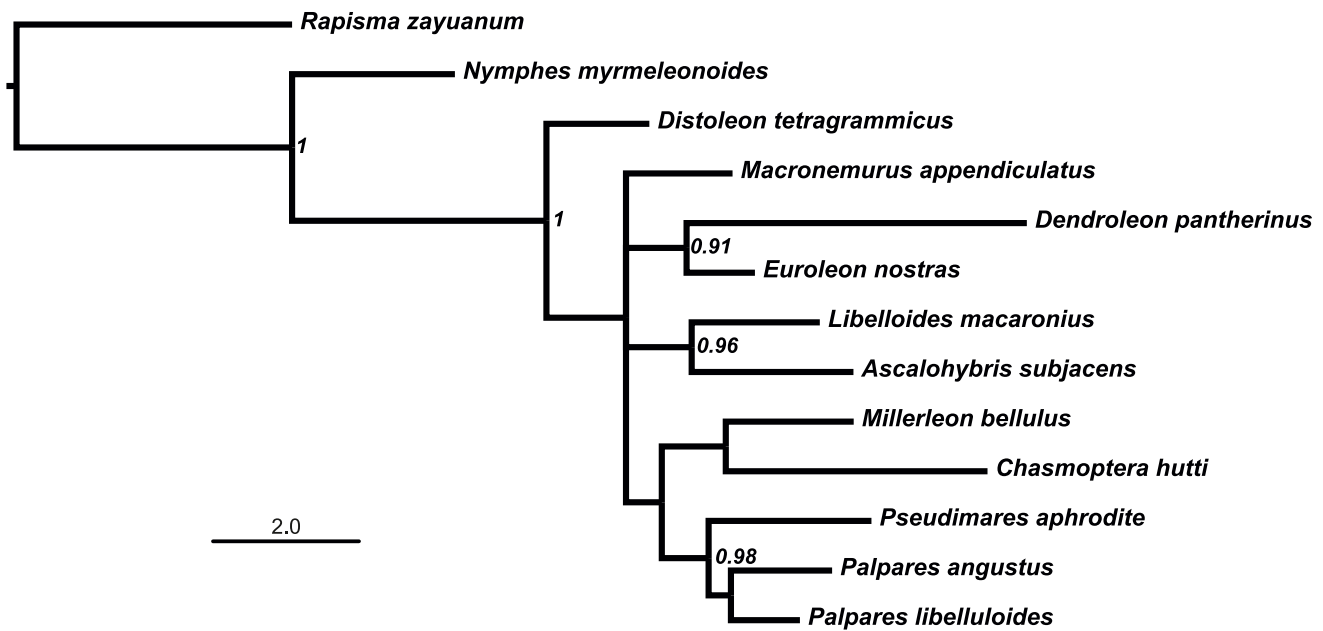 Rapisma zayuanum
Nymphes myrmeleonoides
Distoleon tetragrammicus
1
Macronemurus appendiculatus
1
Dendroleon pantherinus
0.91
Euroleon nostras
Libelloides macaronius
0.96
Ascalohybris subjacens
Millerleon bellulus
Chasmoptera hutti
Pseudimares aphrodite
2.0
0.98
Palpares angustus
Palpares libelluloides